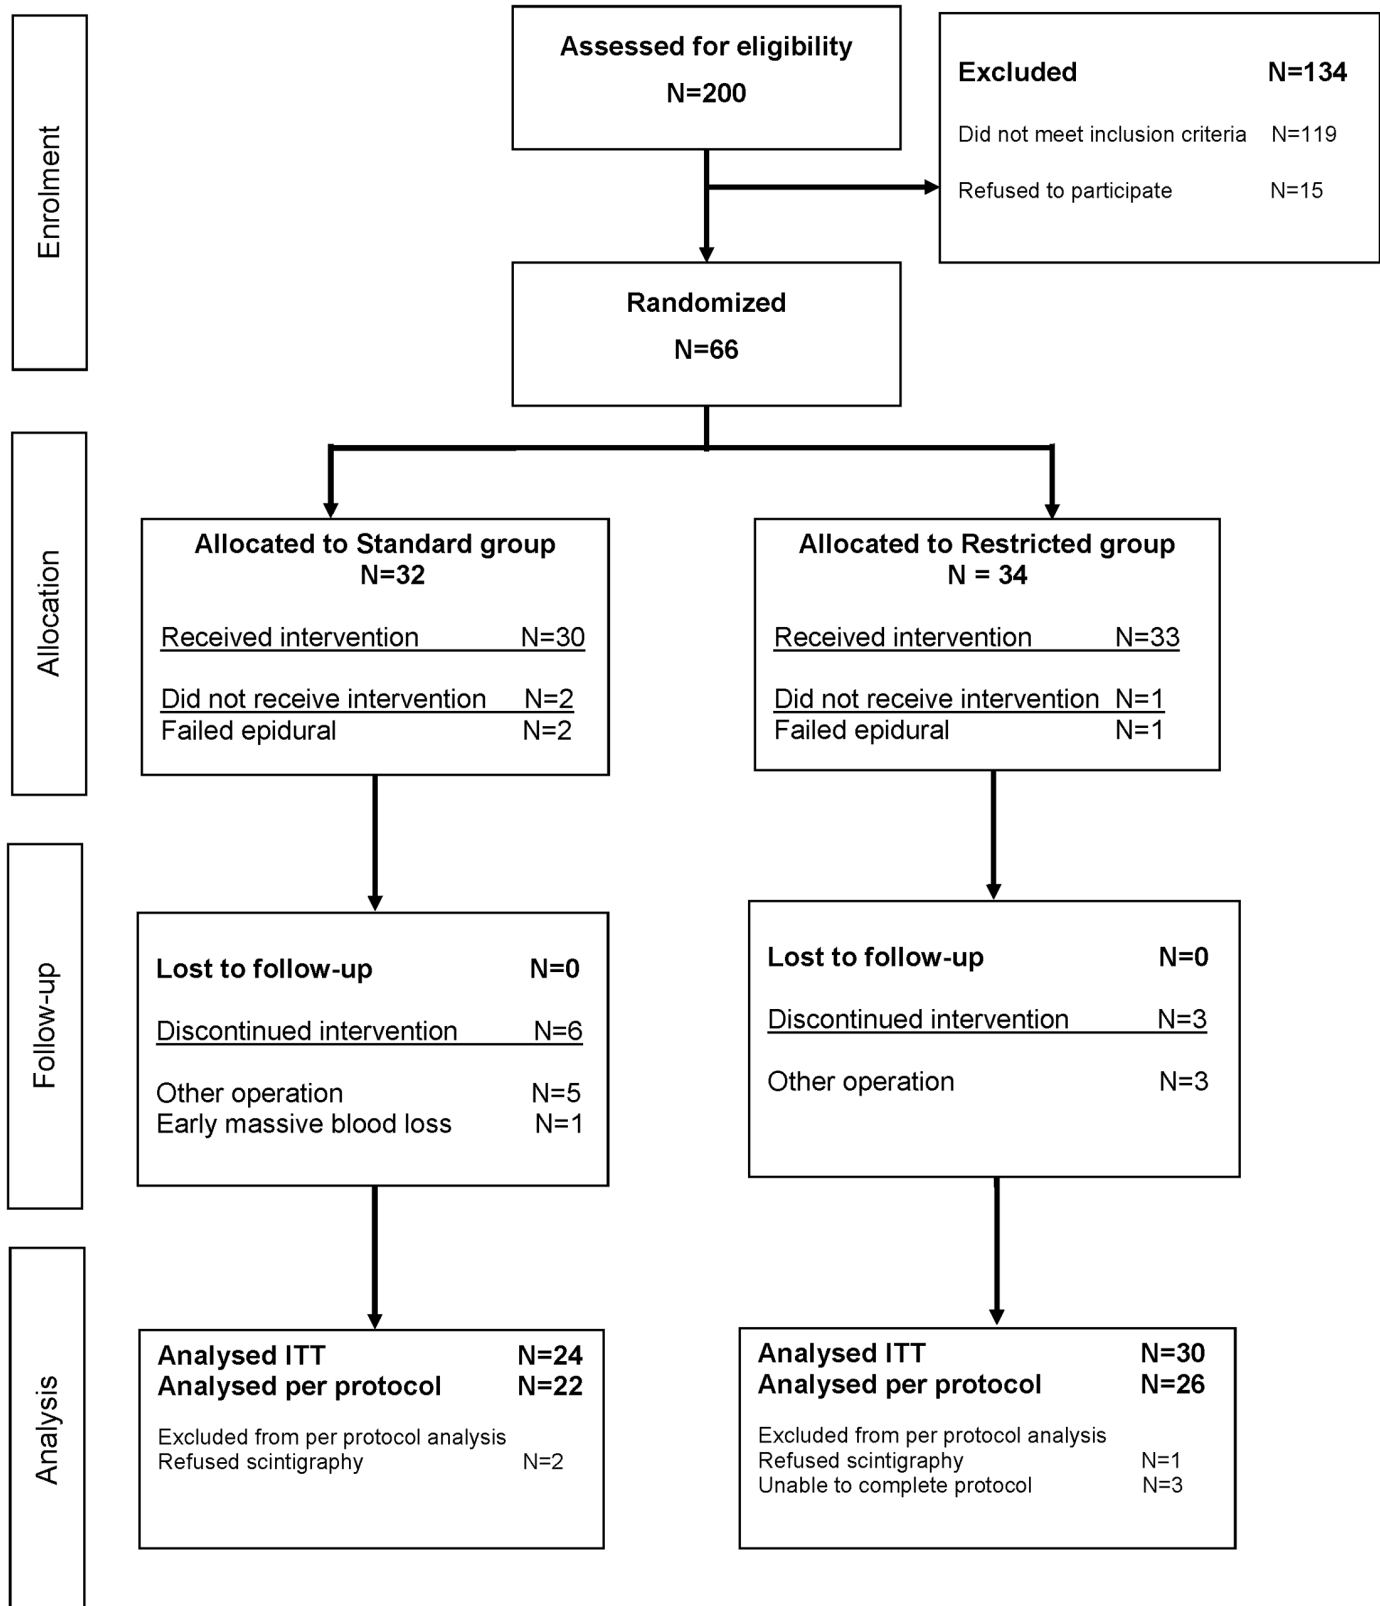 Enrolment
Assessed for eligibility
N=200
Excluded N=134
Did not meet inclusion criteria N=119
Refused to participate N=15
Randomized
N=66
Allocation
Allocated to Standard group
N=32
Received intervention N=30
Did not receive intervention N=2
Failed epidural N=2
Allocated to Restricted group
N = 34
Received intervention N=33
Did not receive intervention N=1
Failed epidural N=1
Follow-up
Lost to follow-up N=0
Discontinued intervention N=6
Other operation N=5
Early massive blood loss N=1
Lost to follow-up N=0
Discontinued intervention N=3
Other operation N=3
Analysis
Analysed ITT N=24
Analysed per protocol N=22
Excluded from per protocol analysis
Refused scintigraphy N=2
Analysed ITT N=30
Analysed per protocol N=26
Excluded from per protocol analysis
Refused scintigraphy N=1
Unable to complete protocol N=3